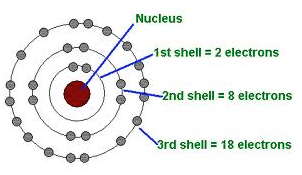 Nucleus
1st shell = 2 electrons
2nd shell = 8 electrons
3rd shell = 18 electrons